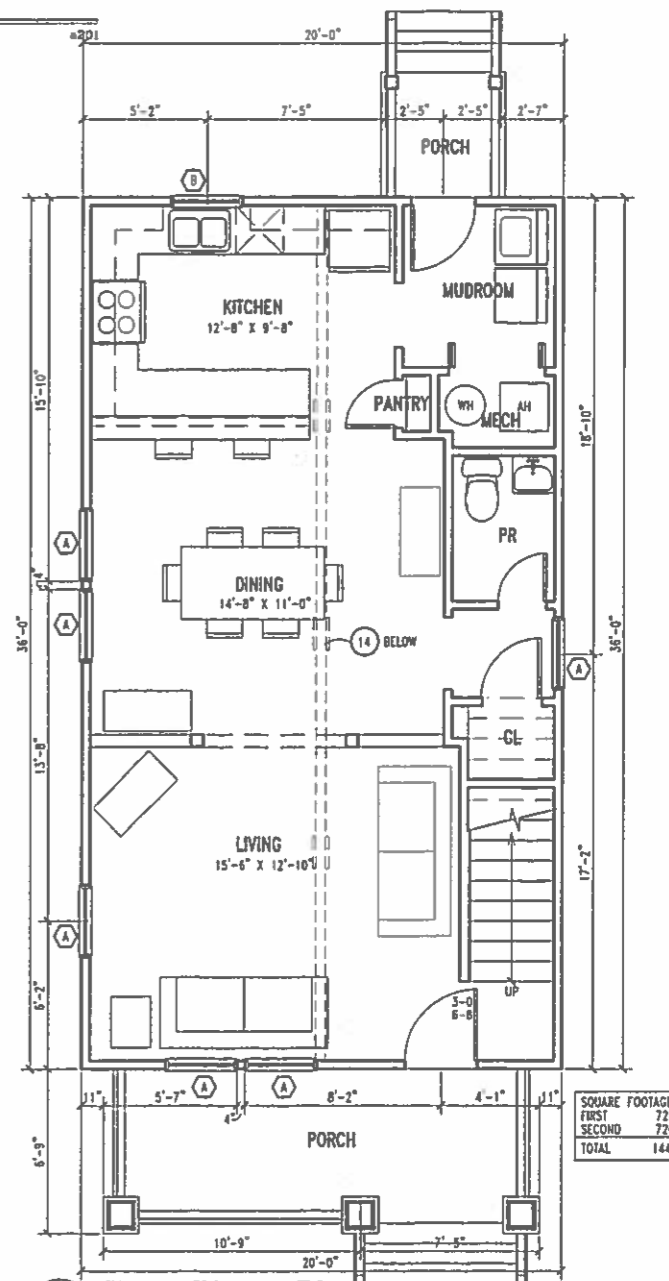 a201
20'-0"
5'-2"
7'-5"
2'-5"
2'-5"
2'-7"
PORCH
B
KITCHEN
12'-8" X 9'-8"
MUDROOM
PANTRY
WH
MECH
AH
15'-10"
18'-10"
A
PR
4"
DINING
14'-8" X 11'-0"
A
14 BELOW
36'-0"
36'-0"
A
CL
13'-8"
LIVING
15'-6" X 12'-10"
17'-2"
A
UP
3-0
6-8
6'-2"
A
A
11"
5'-7"
4"
8'-2"
4'-1"
11"
PORCH
6'-9"
SQUARE FOOTAGE
FIRST
SECOND
TOTAL
10'-9"
7'-5"
20'-0"